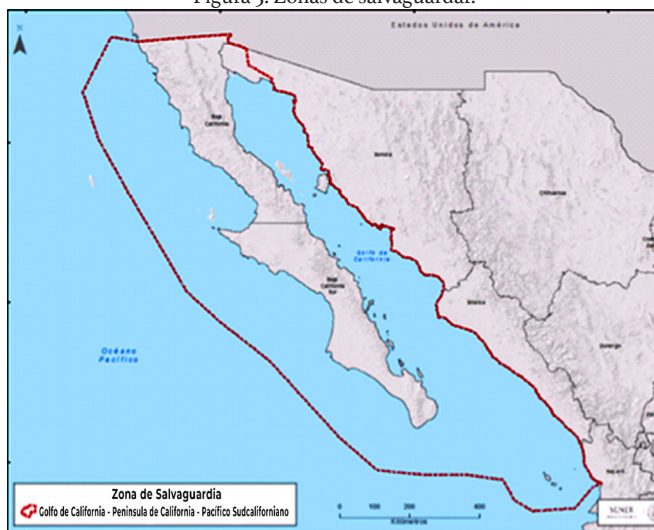 Figura 3. Zonas de salvaguardar.
N
Estados Unidos de América
Baja
California
Sonora
Chihuahua
Golfo de
California
Baja
California
Sur
Sinaloa
Durango
Océano
Pacífico
Nayarit
Zona de Salvaguardia
Golfo de California - Península de California - Pacífico Sudcaliforniano
0 100 200 400
Kilómetros
SENER